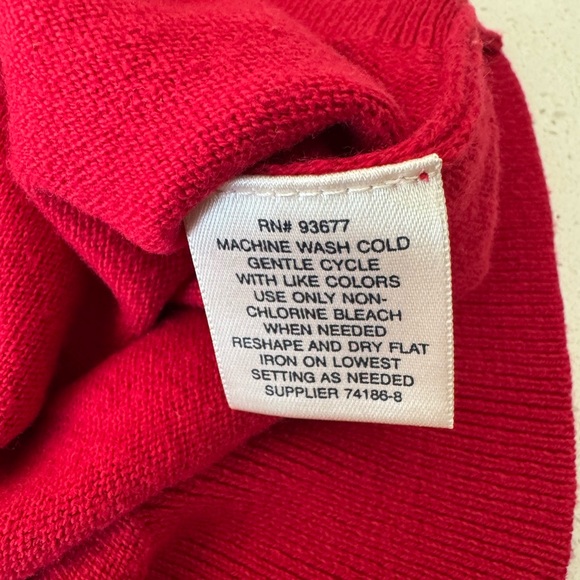 RN# 93677
MACHINE WASH COLD
GENTLE CYCLE
WITH LIKE COLORS
USE ONLY NON-
CHLORINE BLEACH
WHEN NEEDED
RESHAPE AND DRY FLAT
IRON ON LOWEST
SETTING AS NEEDED
SUPPLIER 74186-8